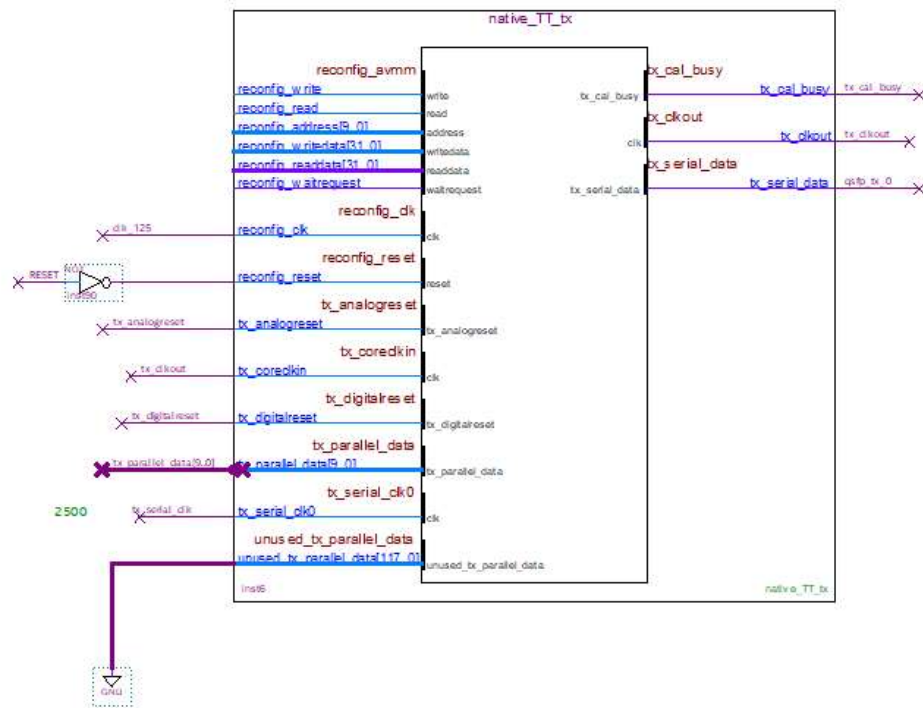 native_TT_tx
reconfig_avmm
reconfig_write
write
reconfig_read
read
reconfig_address[9..0]
address
reconfig_writedata[31..0]
writedata
reconfig_readdata[31..0]
readdata
reconfig_waitrequest
waitrequest
reconfig_clk
clk_125
reconfig_clk
clk
reconfig_reset
RESET
NOT
inst90
reconfig_reset
reset
tx_analogreset
tx_analogreset
tx_analogreset
tx_analogreset
tx_coreclkin
tx_clkout
tx_coreclkin
clk
tx_digitalreset
tx_digitalreset
tx_digitalreset
tx_digitalreset
tx_parallel_data
tx_parallel_data[9..0]
tx_parallel_data[9..0]
tx_parallel_data
tx_serial_clk0
2500
tx_serial_clk
tx_serial_clk0
clk
unused_tx_parallel_data
unused_tx_parallel_data[117..0]
unused_tx_parallel_data
tx_cal_busy
tx_cal_busy
tx_cal_busy
tx_cal_busy
tx_clkout
clk
tx_clkout
tx_clkout
tx_serial_data
tx_serial_data
tx_serial_data
qsfp_tx_0
inst6
native_TT_tx
GND